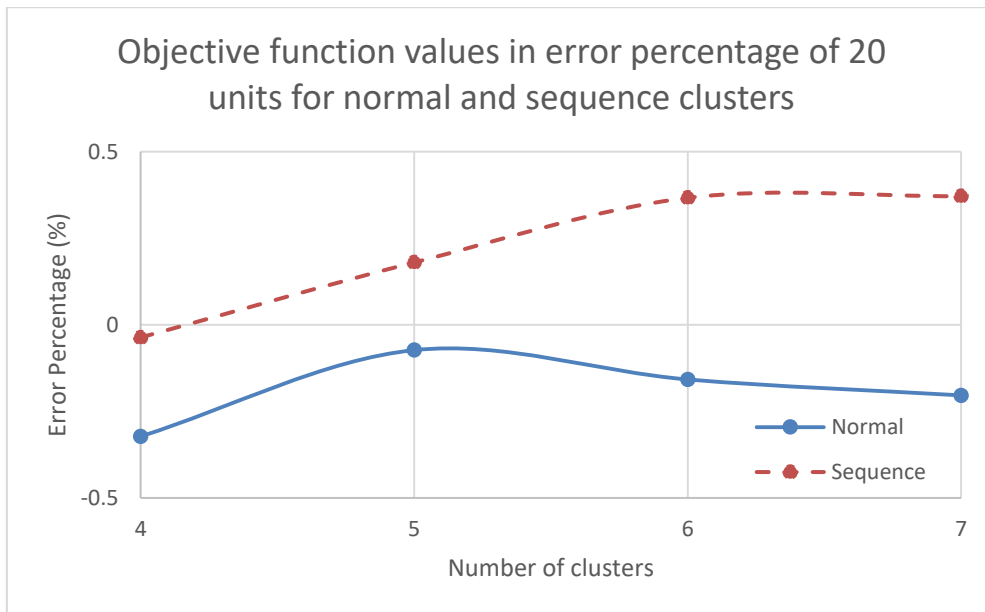 Objective function values in error percentage of 20
units for normal and sequence clusters
Error Percentage (%)
0.5
0
-0.5
4
5
6
7
Number of clusters
Normal
Sequence